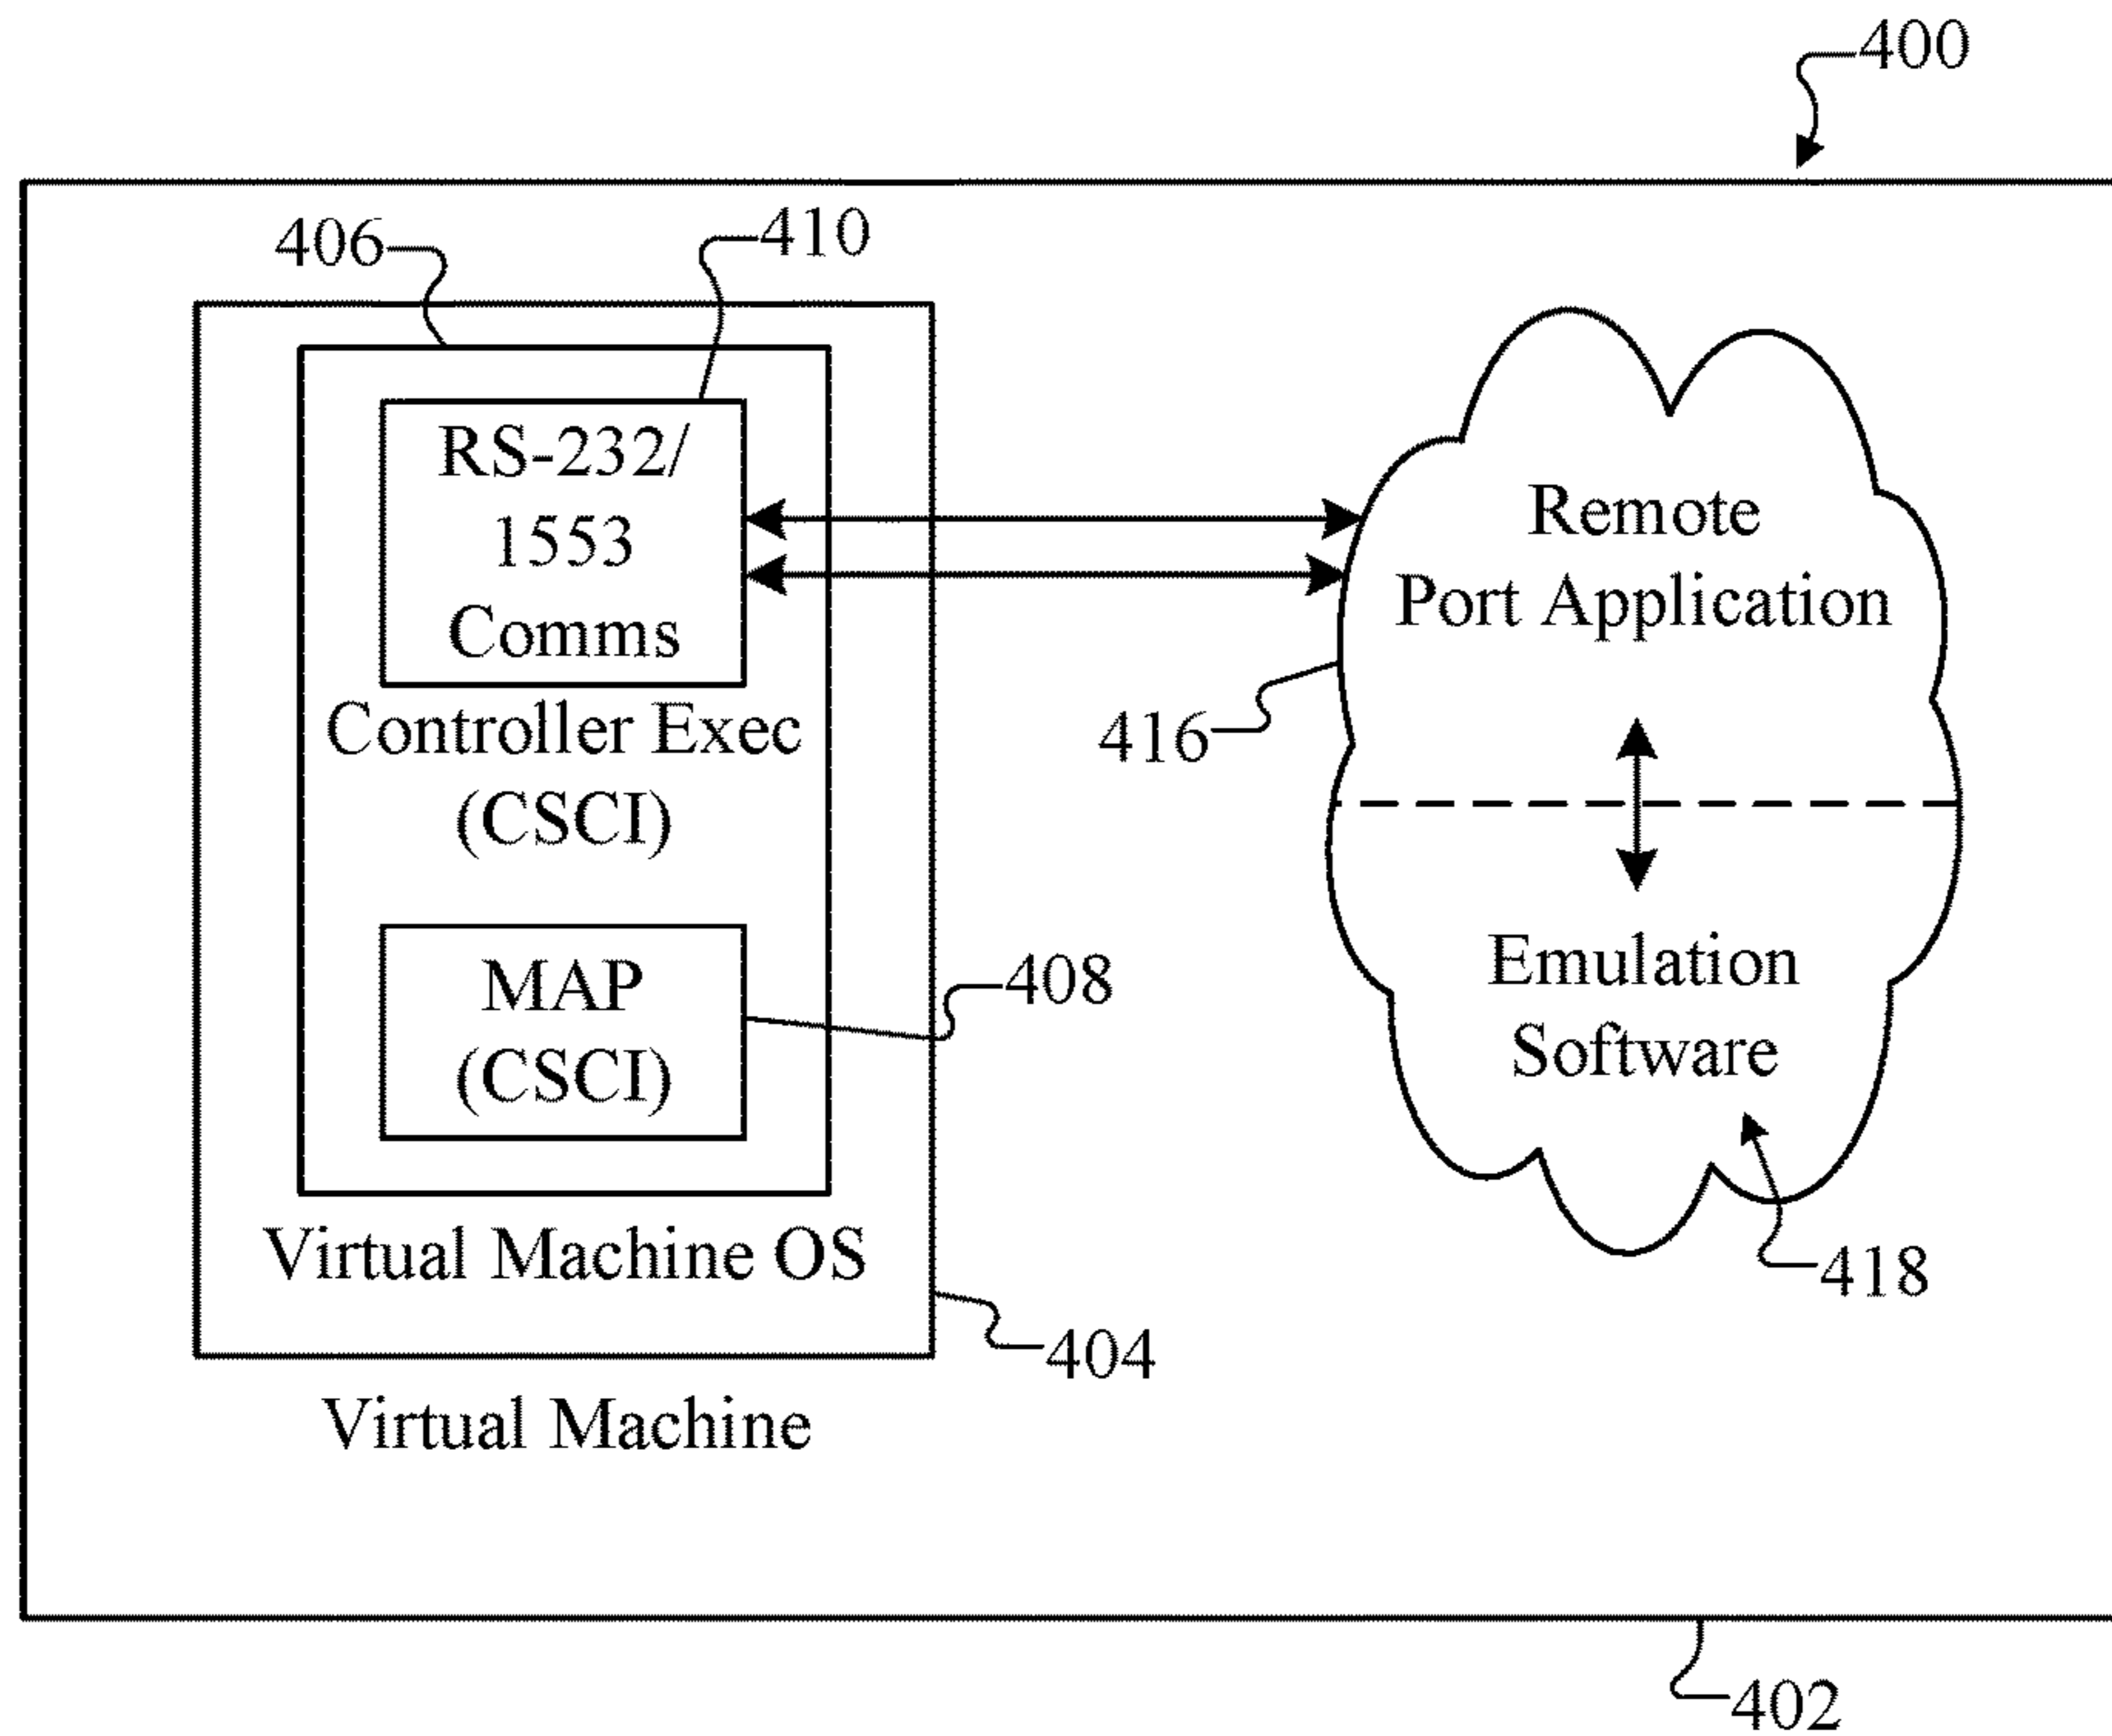 400
406
410
RS-232/
1553
Comms
Controller Exec
(CSCI)
MAP
(CSCI)
408
Virtual Machine OS
404
Virtual Machine
Remote
Port Application
416
Emulation
Software
418
402